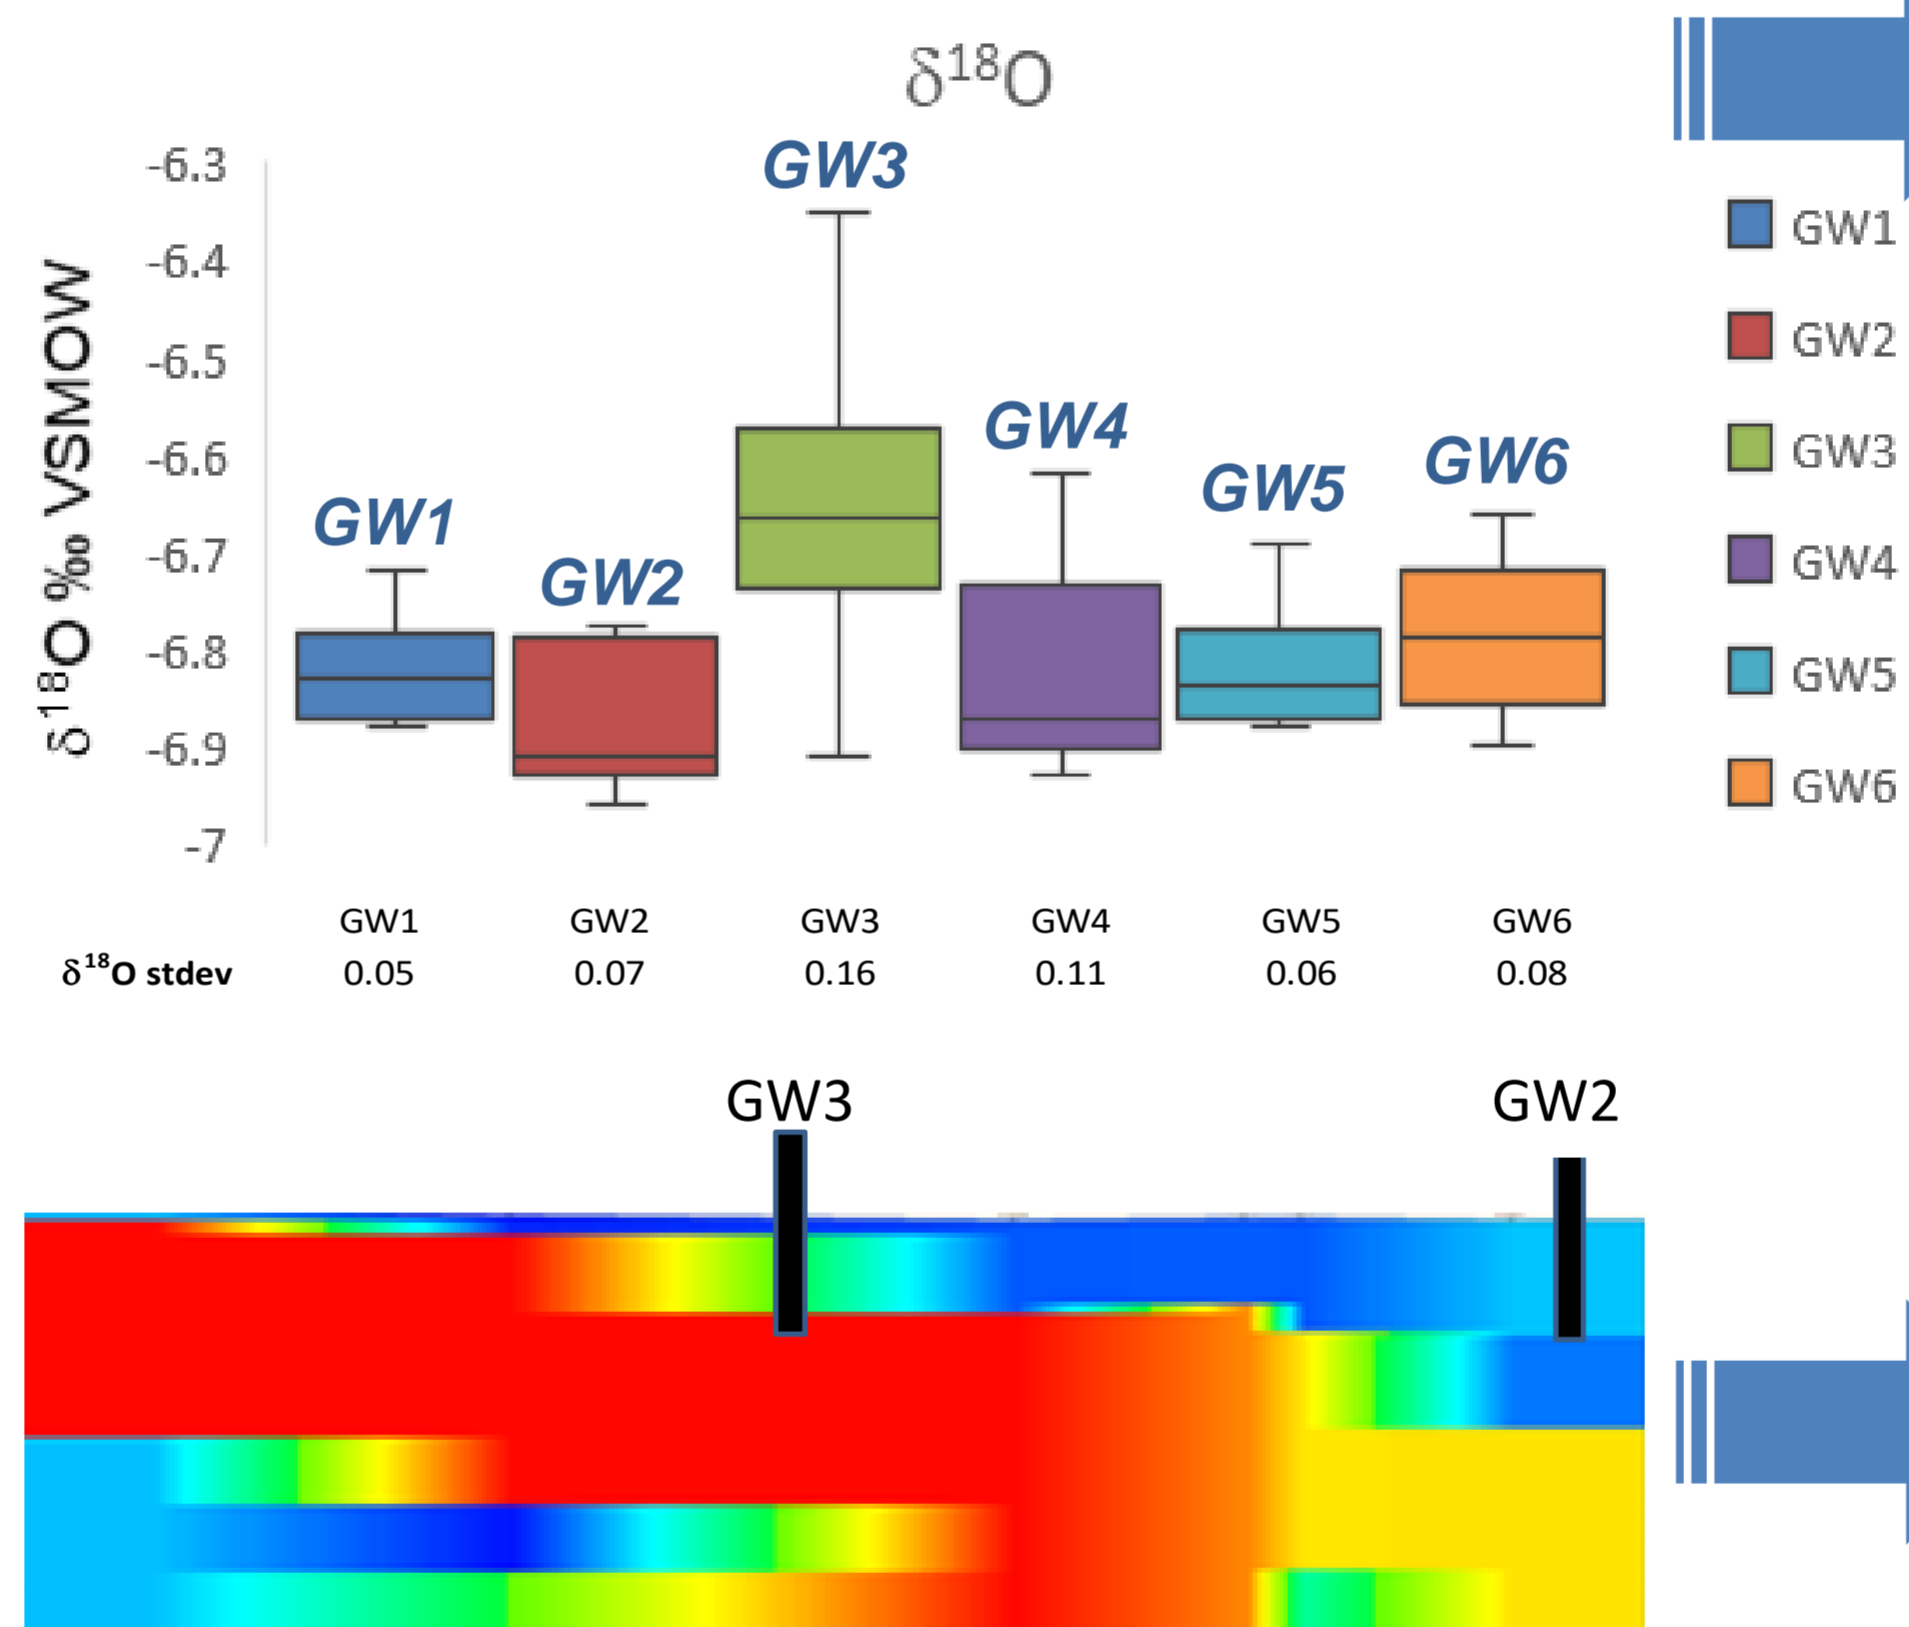 δ¹⁸O
δ¹⁸O ‰ VSMOW
-6.3
-6.4
-6.5
-6.6
-6.7
-6.8
-6.9
-7
GW3
GW4
GW6
GW5
GW1
GW2
GW1
GW2
GW3
GW4
GW5
GW6
GW1 GW2 GW3 GW4 GW5 GW6
δ¹⁸O stdev 0.05 0.07 0.16 0.11 0.06 0.08
GW3 GW2